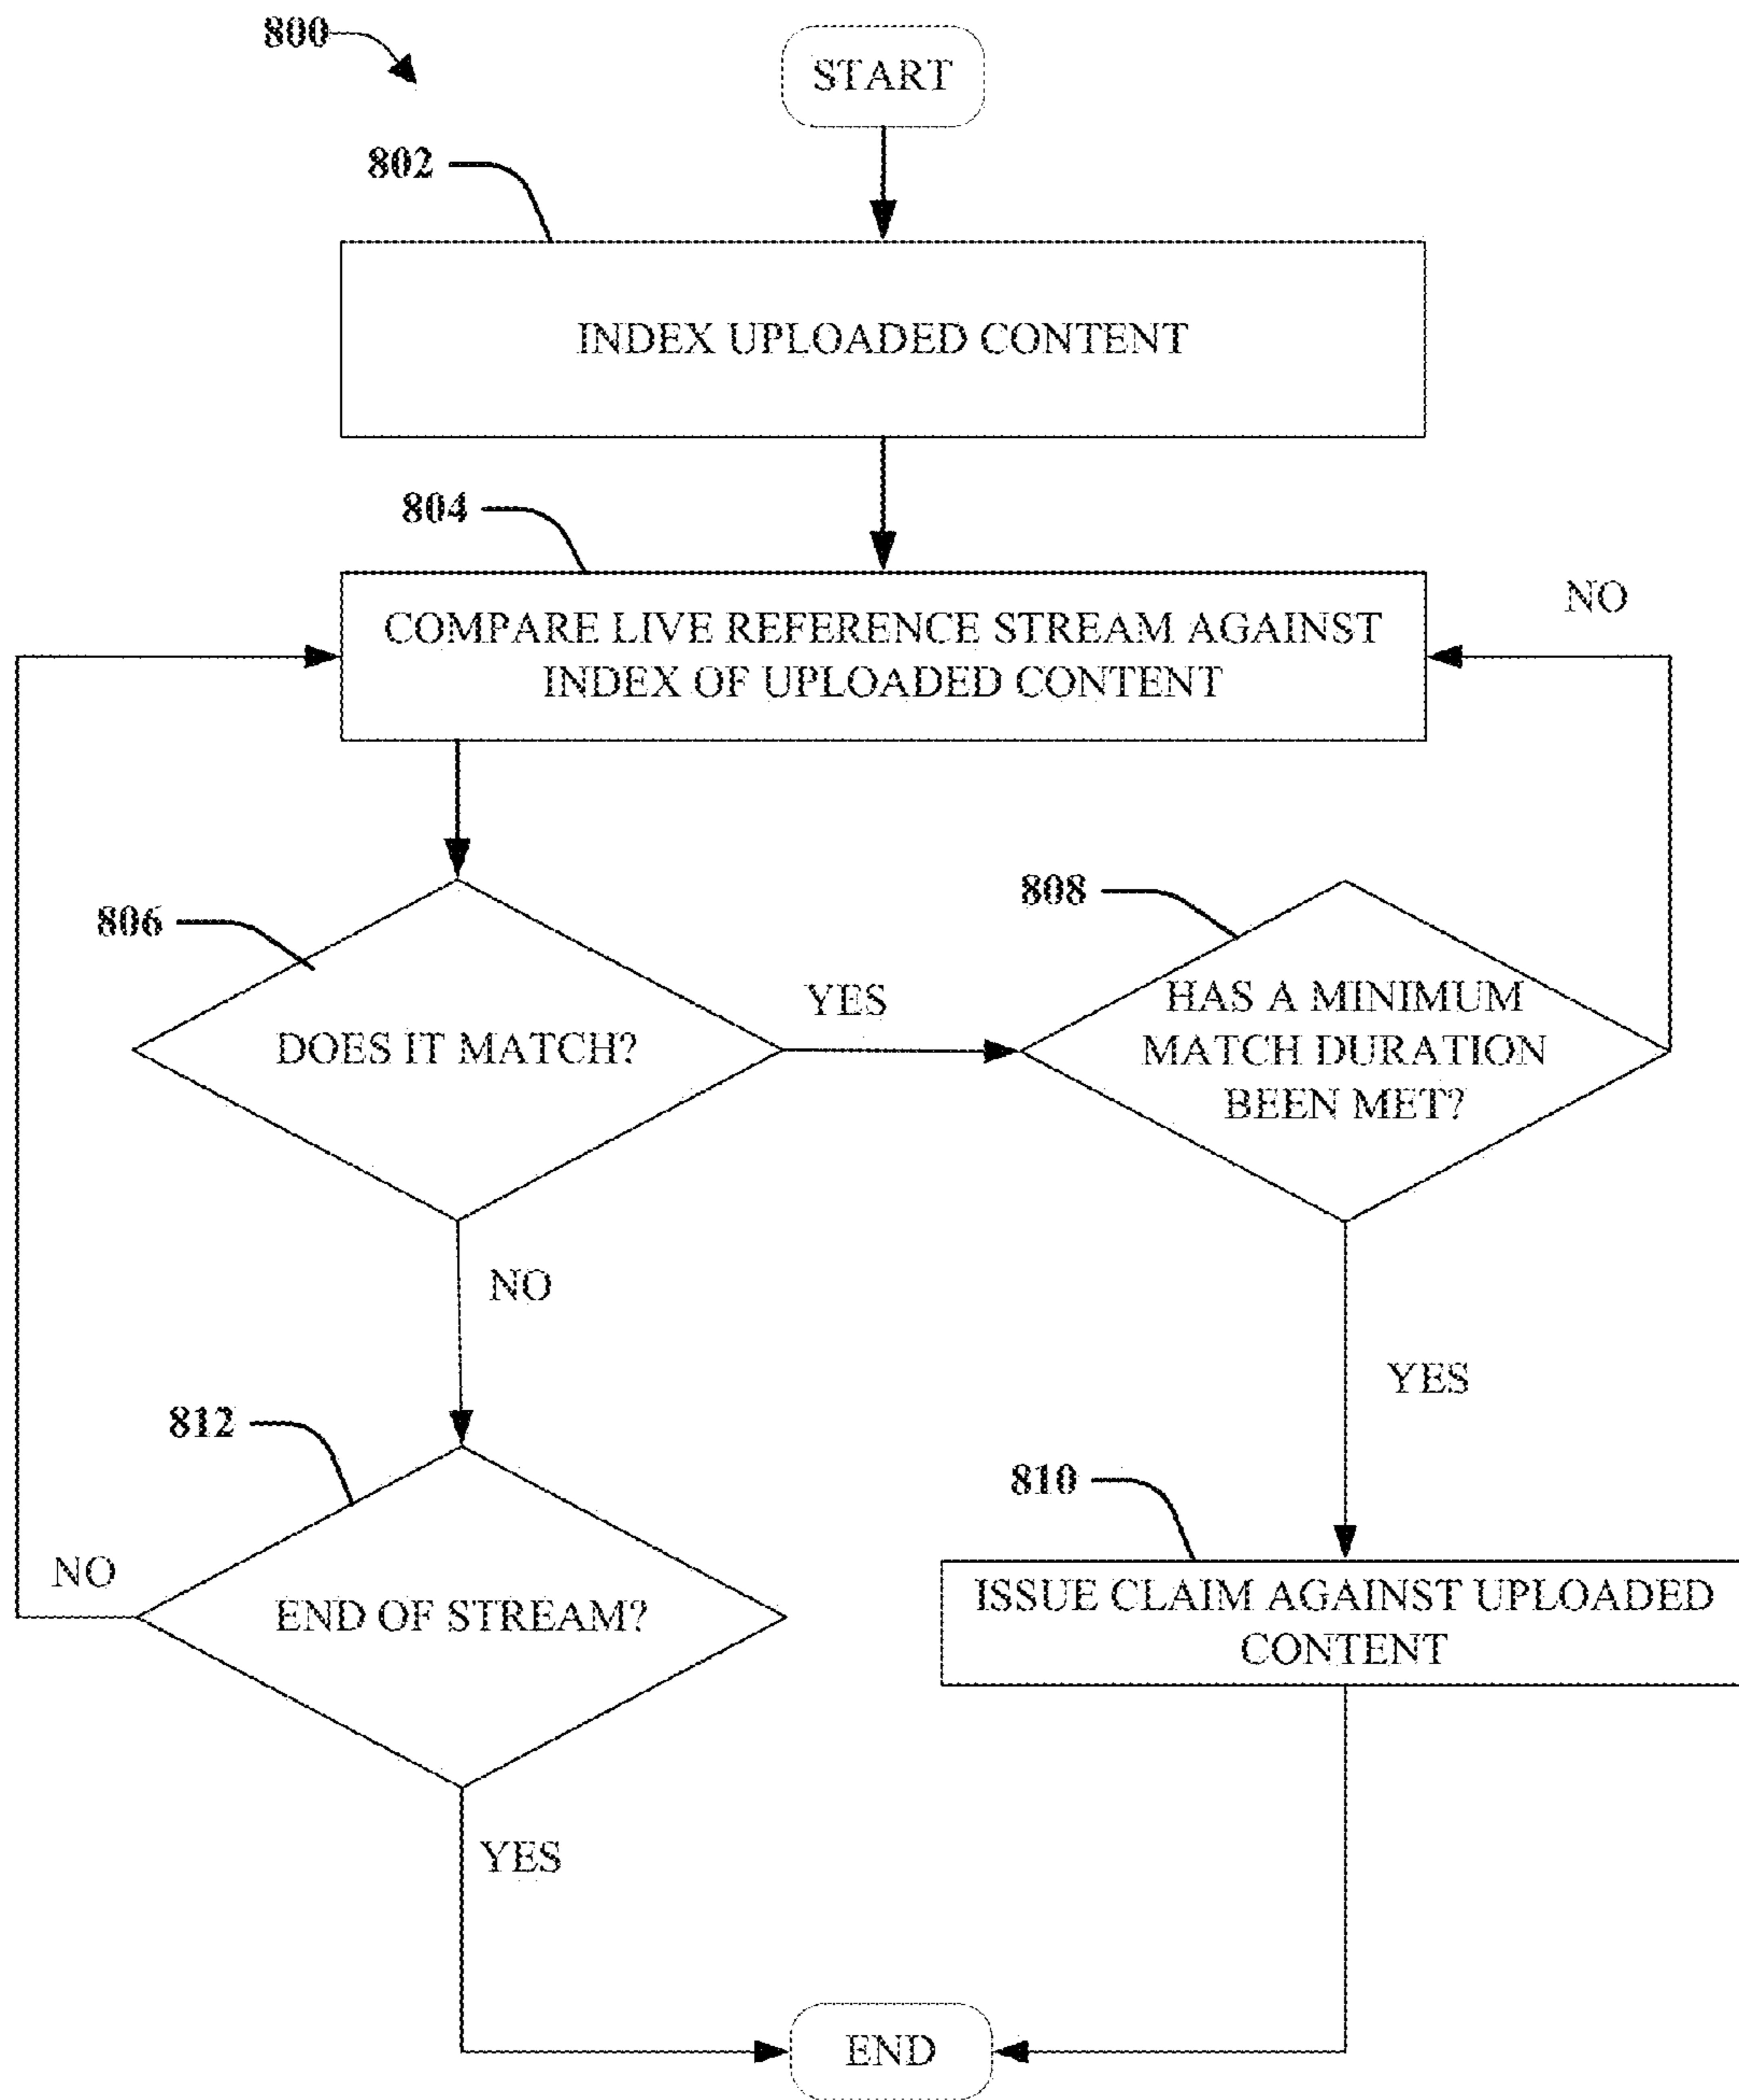 800
START
802
INDEX UPLOADED CONTENT
804
COMPARE LIVE REFERENCE STREAM AGAINST
INDEX OF UPLOADED CONTENT
NO
806
DOES IT MATCH?
YES
808
HAS A MINIMUM
MATCH DURATION
BEEN MET?
NO
YES
812
END OF STREAM?
NO
810
ISSUE CLAIM AGAINST UPLOADED
CONTENT
YES
END